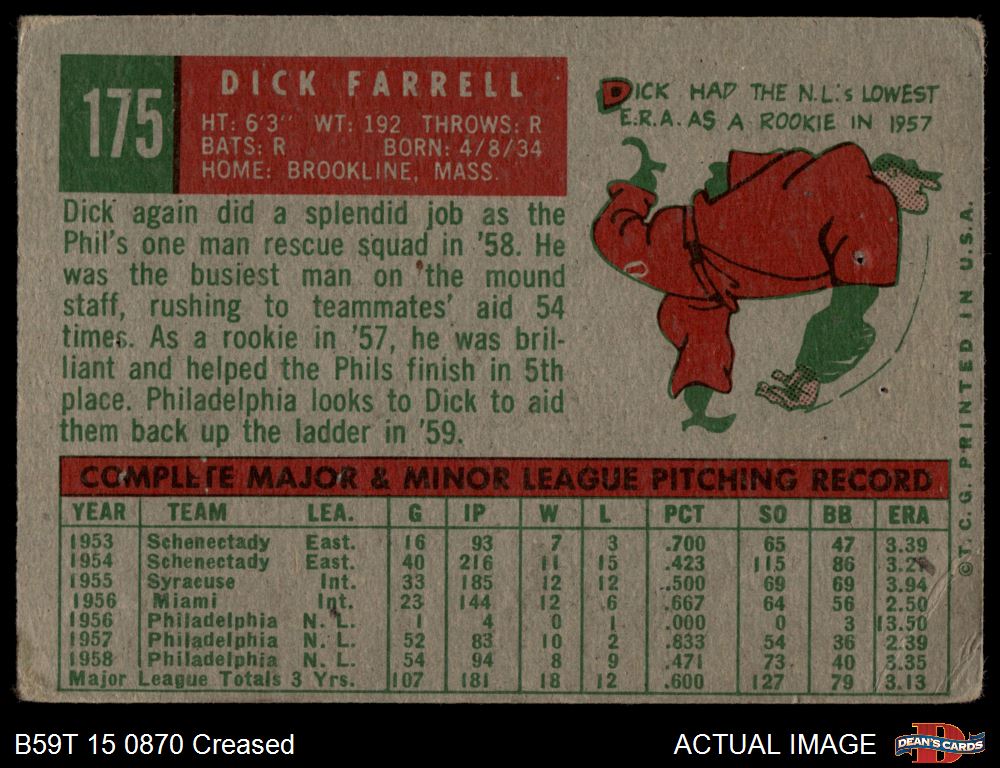 175
DICK FARRELL
HT: 6'3" WT: 192 THROWS: R
BATS: R BORN: 4/8/34
HOME: BROOKLINE, MASS.
DICK HAD THE N.L.'s LOWEST
E.R.A. AS A ROOKIE IN 1957
Dick again did a splendid job as the
Phil's one man rescue squad in '58. He
was the busiest man on the mound
staff, rushing to teammates' aid 54
times. As a rookie in '57, he was bril-
liant and helped the Phils finish in 5th
place. Philadelphia looks to Dick to aid
them back up the ladder in '59.
COMPLETE MAJOR & MINOR LEAGUE PITCHING RECORD
YEAR TEAM LEA. G IP W L PCT SO BB ERA
1953 Schenectady East. 16 93 7 3 .700 65 47 3.39
1954 Schenectady East. 40 216 11 15 .423 115 86
1955 Syracuse Int. 33 185 12 12 .500 69 69 3.94
1956 Miami Int. 23 144 12 6 .667 64 56 2.50
1956 Philadelphia N. L. 1 4 0 1 .000 0 3 13.50
1957 Philadelphia N. L. 52 83 10 2 .833 54 36 2.39
1958 Philadelphia N. L. 54 94 8 9 .471 73 40 3.35
Major League Totals 3 Yrs. 107 181 18 12 .600 127 79 3.13
©T. C. G. PRINTED IN U.S.A.
B59T 15 0870 Creased
ACTUAL IMAGE
D
DEAN'S CARDS